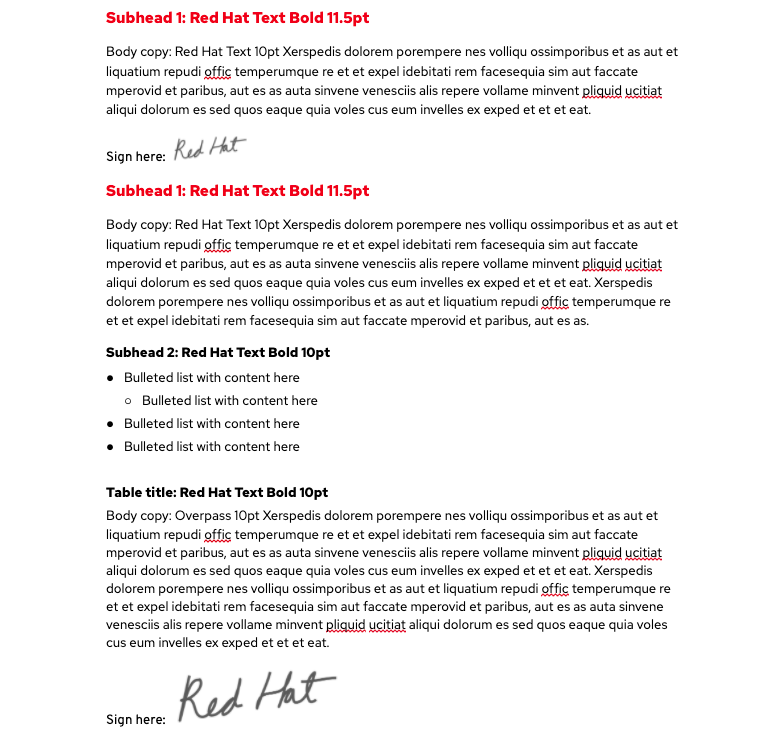 Subhead 1: Red Hat Text Bold 11.5pt
Body copy: Red Hat Text 10pt Xerspedis dolorem porempere nes volliqu ossimporibus et as aut et
liquatium repudi offic temperumque re et et expel idebitati rem facesequia sim aut faccate
mperovid et paribus, aut es as auta sinvene venesciis alis repere vollame minvent pliquid ucitiat
aliqui dolorum es sed quos eaque quia voles cus eum invelles ex exped et et et eat.
Sign here: Red Hat
Subhead 1: Red Hat Text Bold 11.5pt
Body copy: Red Hat Text 10pt Xerspedis dolorem porempere nes volliqu ossimporibus et as aut et
liquatium repudi offic temperumque re et et expel idebitati rem facesequia sim aut faccate
mperovid et paribus, aut es as auta sinvene venesciis alis repere vollame minvent pliquid ucitiat
aliqui dolorum es sed quos eaque quia voles cus eum invelles ex exped et et et eat. Xerspedis
dolorem porempere nes volliqu ossimporibus et as aut et liquatium repudi offic temperumque re
et et expel idebitati rem facesequia sim aut faccate mperovid et paribus, aut es as.
Subhead 2: Red Hat Text Bold 10pt
● Bulleted list with content here
○ Bulleted list with content here
● Bulleted list with content here
● Bulleted list with content here
Table title: Red Hat Text Bold 10pt
Body copy: Overpass 10pt Xerspedis dolorem porempere nes volliqu ossimporibus et as aut et
liquatium repudi offic temperumque re et et expel idebitati rem facesequia sim aut faccate
mperovid et paribus, aut es as auta sinvene venesciis alis repere vollame minvent pliquid ucitiat
aliqui dolorum es sed quos eaque quia voles cus eum invelles ex exped et et et eat. Xerspedis
dolorem porempere nes volliqu ossimporibus et as aut et liquatium repudi offic temperumque re
et et expel idebitati rem facesequia sim aut faccate mperovid et paribus, aut es as auta sinvene
venesciis alis repere vollame minvent pliquid ucitiat aliqui dolorum es sed quos eaque quia voles
cus eum invelles ex exped et et et eat.
Sign here: Red Hat